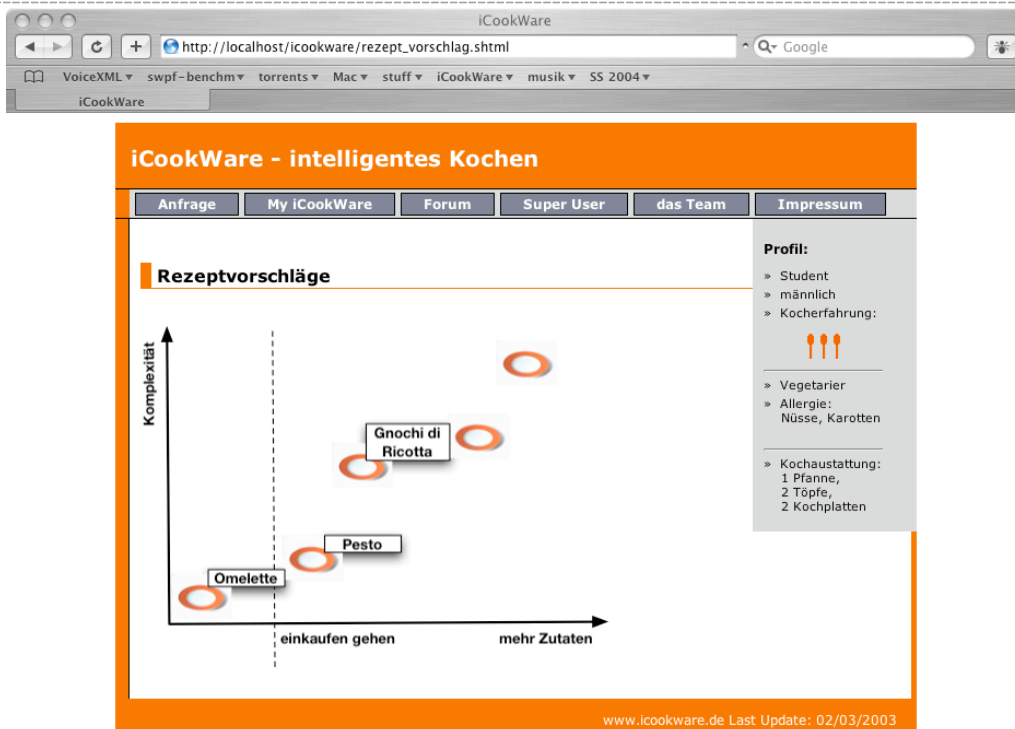 iCookWare
http://localhost/icookware/rezept_vorschlag.shtml
Google
VoiceXML swpf-benchm torrents Mac stuff iCookWare musik SS 2004
iCookWare
iCookWare - intelligentes Kochen
Anfrage My iCookWare Forum Super User das Team Impressum
Rezeptvorschläge
Komplexität
Gnochi di
Ricotta
Pesto
Omelette
einkaufen gehen
mehr Zutaten
Profil:
» Student
» männlich
» Kocherfahrung:
» Vegetarier
» Allergie:
Nüsse, Karotten
» Kochaustattung:
1 Pfanne,
2 Töpfe,
2 Kochplatten
www.icookware.de Last Update: 02/03/2003